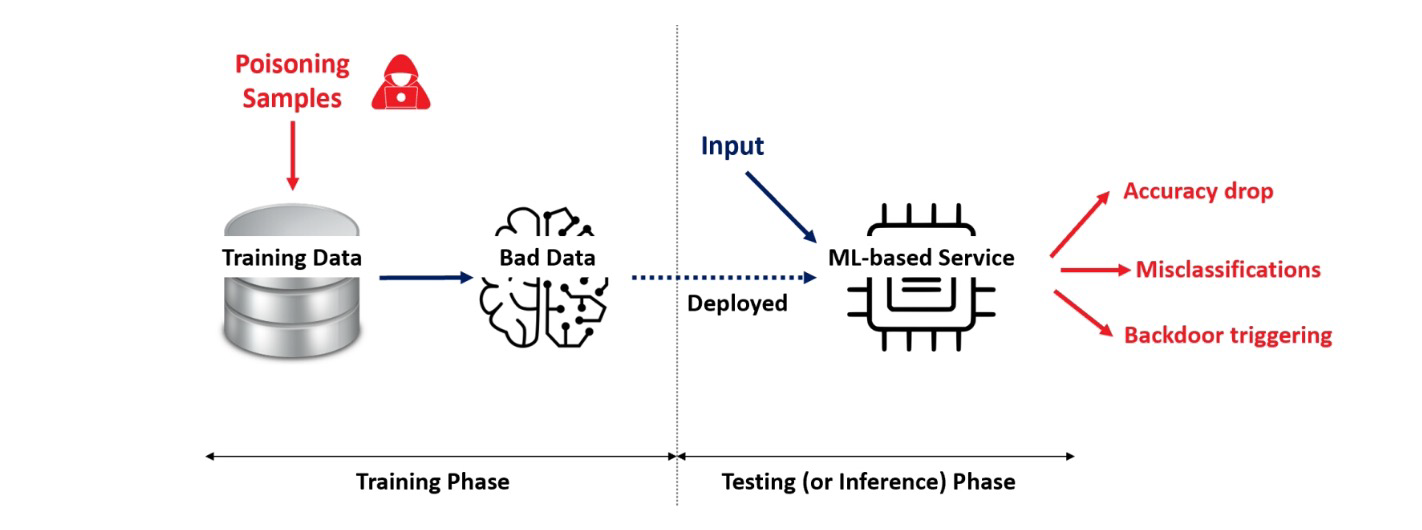 Poisoning
Samples
Training Data
Bad Data
Input
Deployed
ML-based Service
Accuracy drop
Misclassifications
Backdoor triggering
Training Phase
Testing (or Inference) Phase